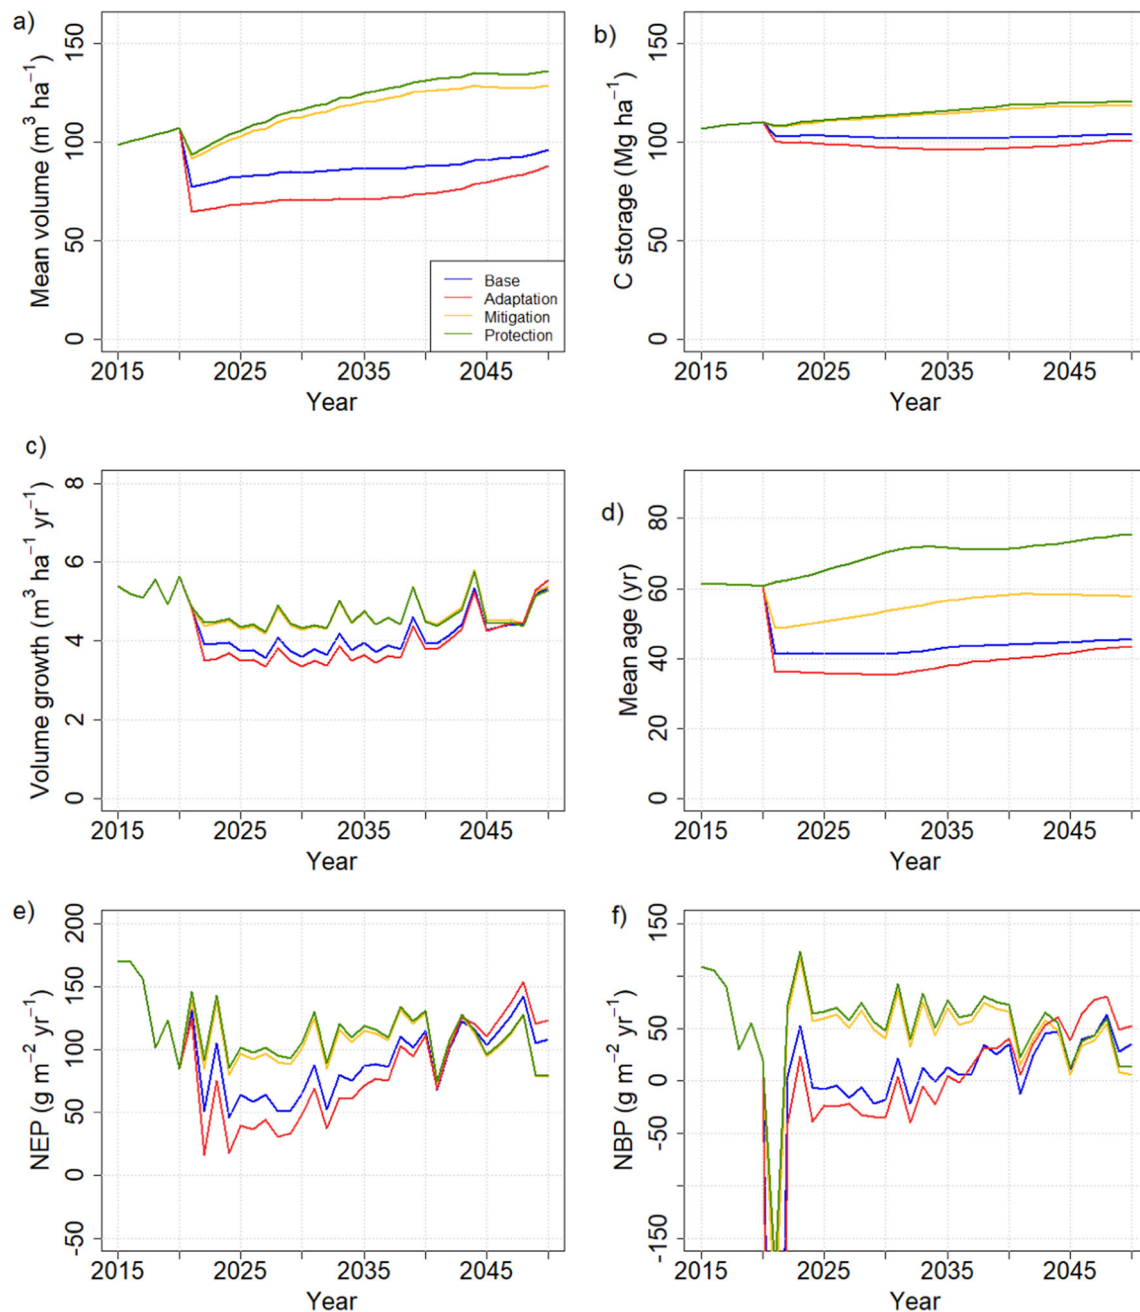 a)
Mean volume (m³ ha⁻¹)
150
100
50
0
Base
Adaptation
Mitigation
Protection
2015 2025 2035 2045
Year
b)
C storage (Mg ha⁻¹)
150
100
50
0
2015 2025 2035 2045
Year
c)
Volume growth (m³ ha⁻¹ yr⁻¹)
8
6
4
2
0
2015 2025 2035 2045
Year
d)
Mean age (yr)
80
60
40
20
0
2015 2025 2035 2045
Year
e)
NEP (g m⁻² yr⁻¹)
200
150
100
50
0
-50
2015 2025 2035 2045
Year
f)
NBP (g m⁻² yr⁻¹)
150
50
0
-50
-150
2015 2025 2035 2045
Year